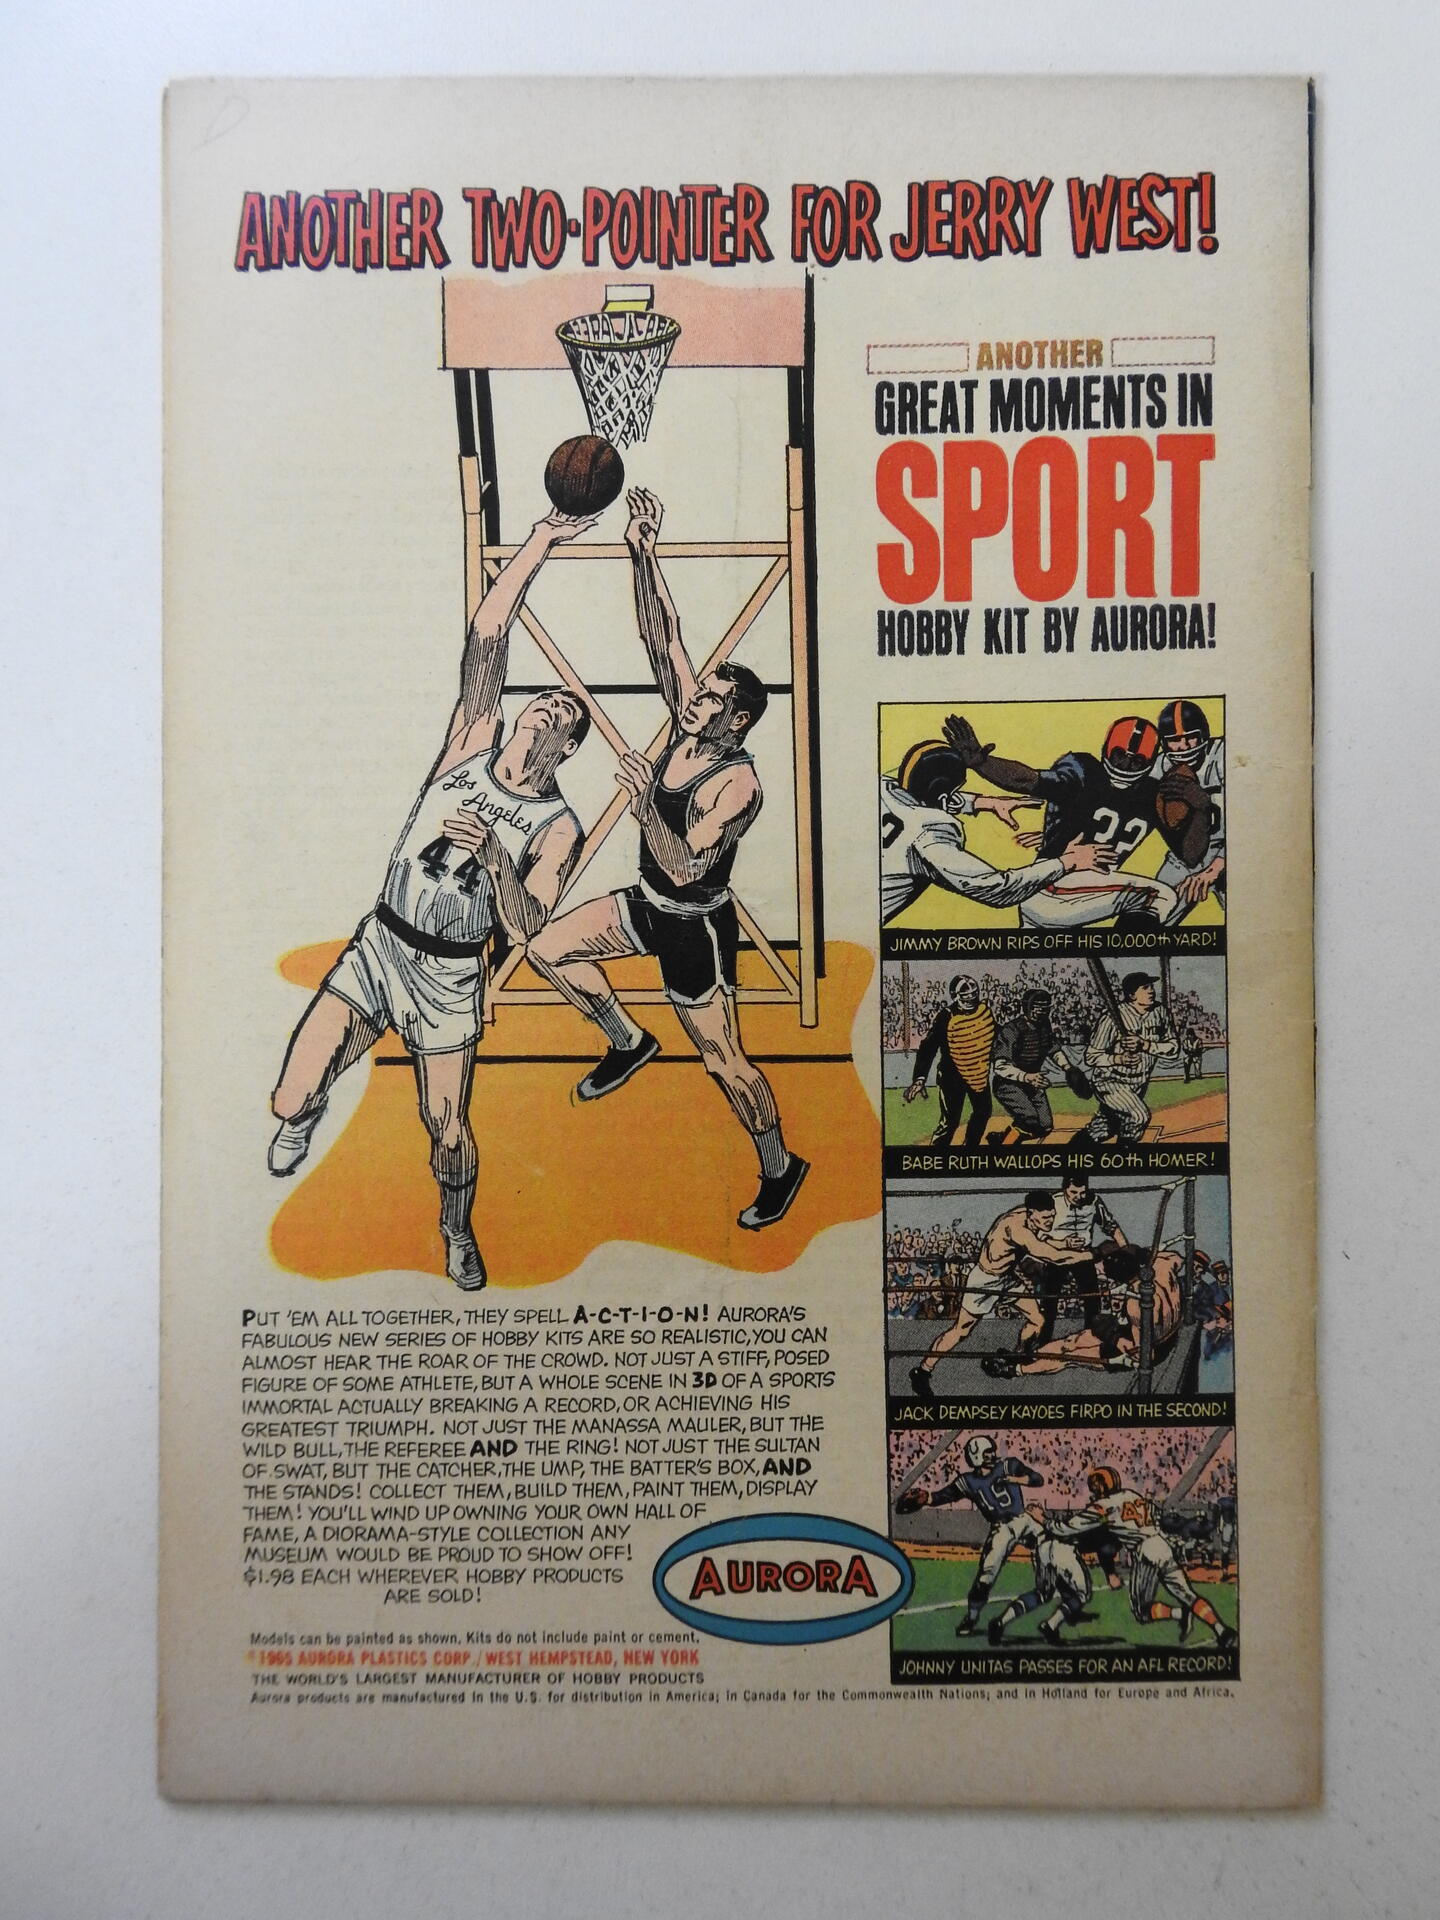 ANOTHER TWO-POINTER FOR JERRY WEST!
ANOTHER
GREAT MOMENTS IN
SPORT
HOBBY KIT BY AURORA!
Los
Angeles
44
32
JIMMY BROWN RIPS OFF HIS 10,000th YARD!
BABE RUTH WALLOPS HIS 60th HOMER!
JACK DEMPSEY KAYOES FIRPO IN THE SECOND!
19
47
JOHNNY UNITAS PASSES FOR AN AFL RECORD!
PUT 'EM ALL TOGETHER, THEY SPELL A-C-T-I-O-N! AURORA'S
FABULOUS NEW SERIES OF HOBBY KITS ARE SO REALISTIC, YOU CAN
ALMOST HEAR THE ROAR OF THE CROWD. NOT JUST A STIFF, POSED
FIGURE OF SOME ATHLETE, BUT A WHOLE SCENE IN 3D OF A SPORTS
IMMORTAL ACTUALLY BREAKING A RECORD, OR ACHIEVING HIS
GREATEST TRIUMPH. NOT JUST THE MANASSA MAULER, BUT THE
WILD BULL, THE REFEREE AND THE RING! NOT JUST THE SULTAN
OF SWAT, BUT THE CATCHER, THE UMP, THE BATTER'S BOX, AND
THE STANDS! COLLECT THEM, BUILD THEM, PAINT THEM, DISPLAY
THEM! YOU'LL WIND UP OWNING YOUR OWN HALL OF
FAME, A DIORAMA-STYLE COLLECTION ANY
MUSEUM WOULD BE PROUD TO SHOW OFF!
$1.98 EACH WHEREVER HOBBY PRODUCTS
ARE SOLD!
AURORA
Models can be painted as shown. Kits do not include paint or cement.
© 1965 AURORA PLASTICS CORP./WEST HEMPSTEAD, NEW YORK
THE WORLD'S LARGEST MANUFACTURER OF HOBBY PRODUCTS
Aurora products are manufactured in the U.S. for distribution in America; in Canada for the Commonwealth Nations; and in Holland for Europe and Africa.